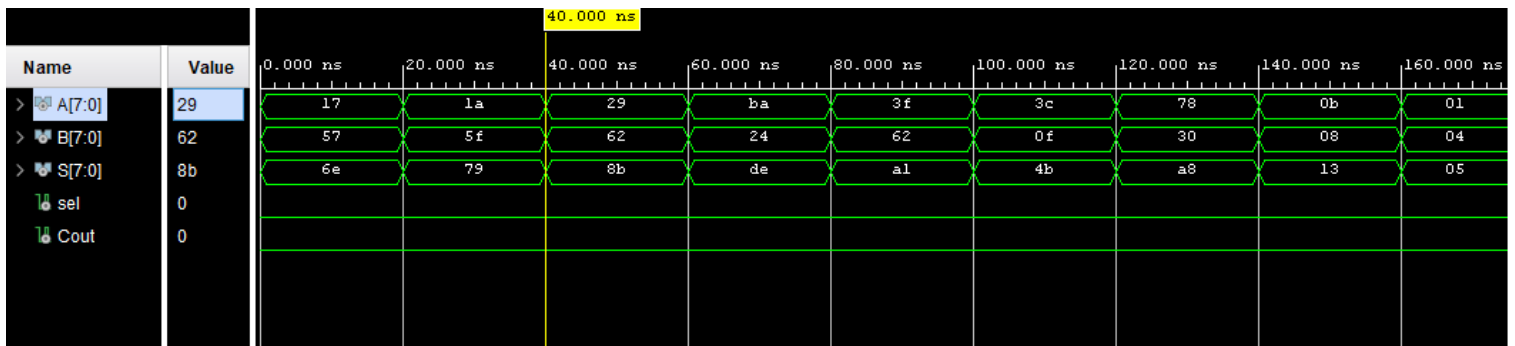 40.000 ns
Name Value 0.000 ns 20.000 ns 40.000 ns 60.000 ns 80.000 ns 100.000 ns 120.000 ns 140.000 ns 160.000 ns
A[7:0] 29 17 1a 29 ba 3f 3c 78 0b 01
B[7:0] 62 57 5f 62 24 62 0f 30 08 04
S[7:0] 8b 6e 79 8b de a1 4b a8 13 05
sel 0
Cout 0